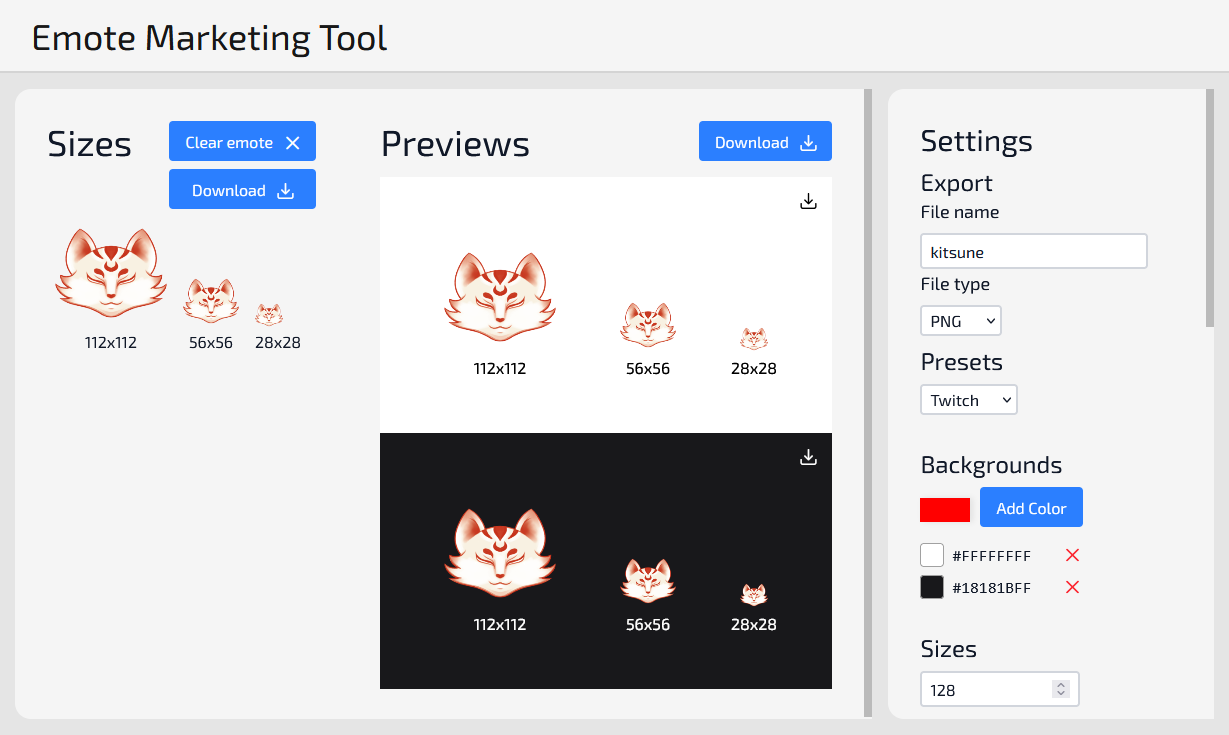 Emote Marketing Tool
Sizes
Clear emote
Download
112x112
56x56
28x28
Previews
Download
112x112
56x56
28x28
112x112
56x56
28x28
Settings
Export
File name
kitsune
File type
PNG
Presets
Twitch
Backgrounds
Add Color
#FFFFFFFF
#18181BFF
Sizes
128